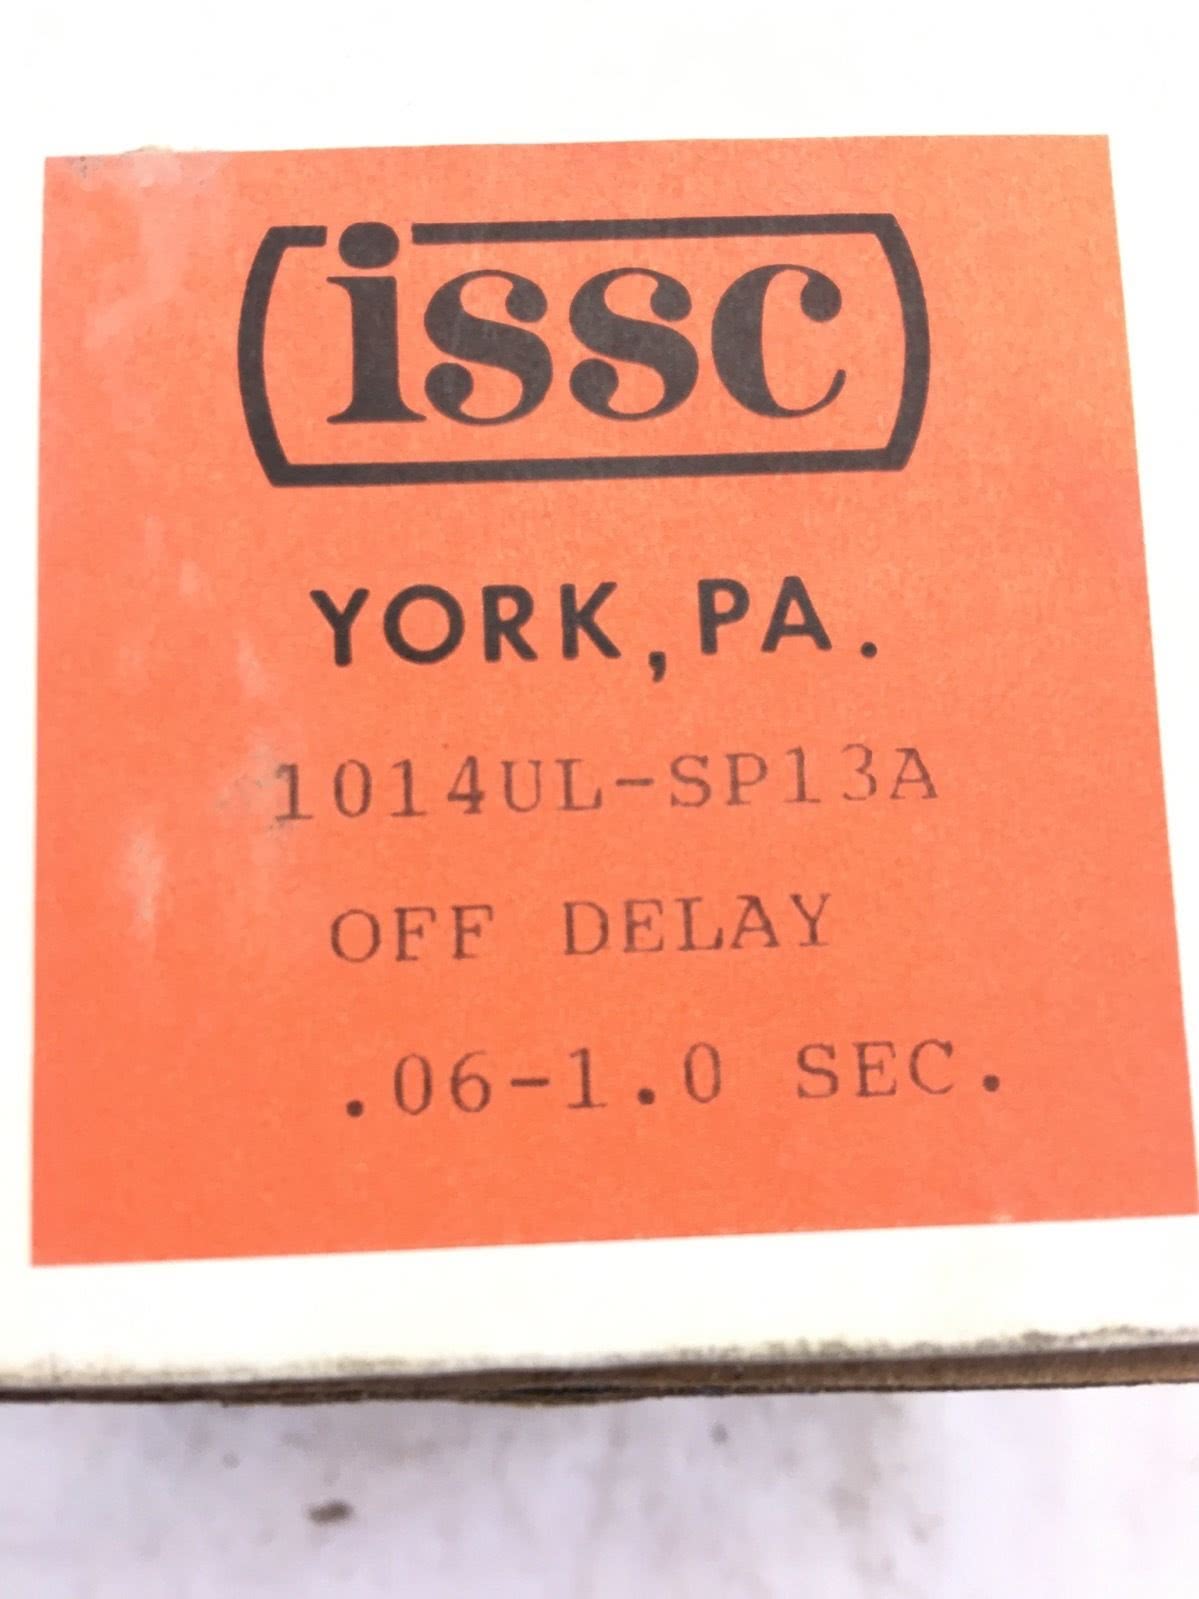 issc
YORK, PA.
1014UL-SP13A
OFF DELAY
.06-1.0 SEC.